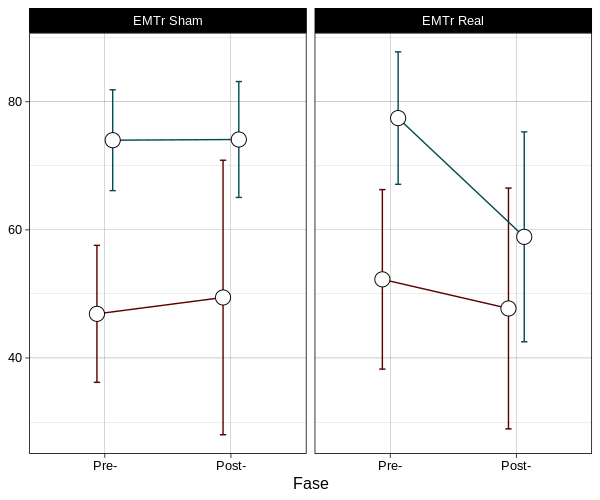 EMTr Sham EMTr Real
80
60
40
Pre- Post- Pre- Post-
Fase